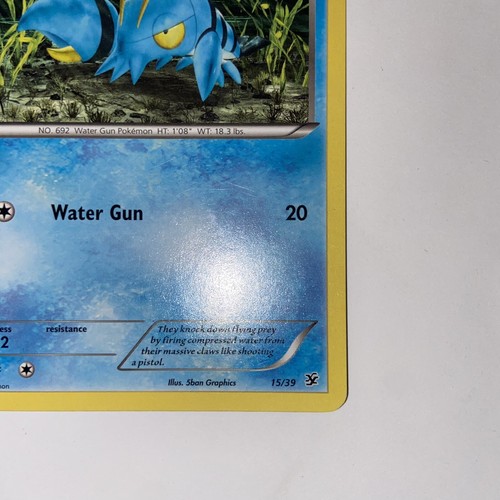 NO. 692 Water Gun Pokémon HT: 1'08" WT: 18.3 lbs.
Water Gun 20
ess resistance
2
They knock down flying prey
by firing compressed water from
their massive claws like shooting
a pistol.
mon
Illus. 5ban Graphics 15/39